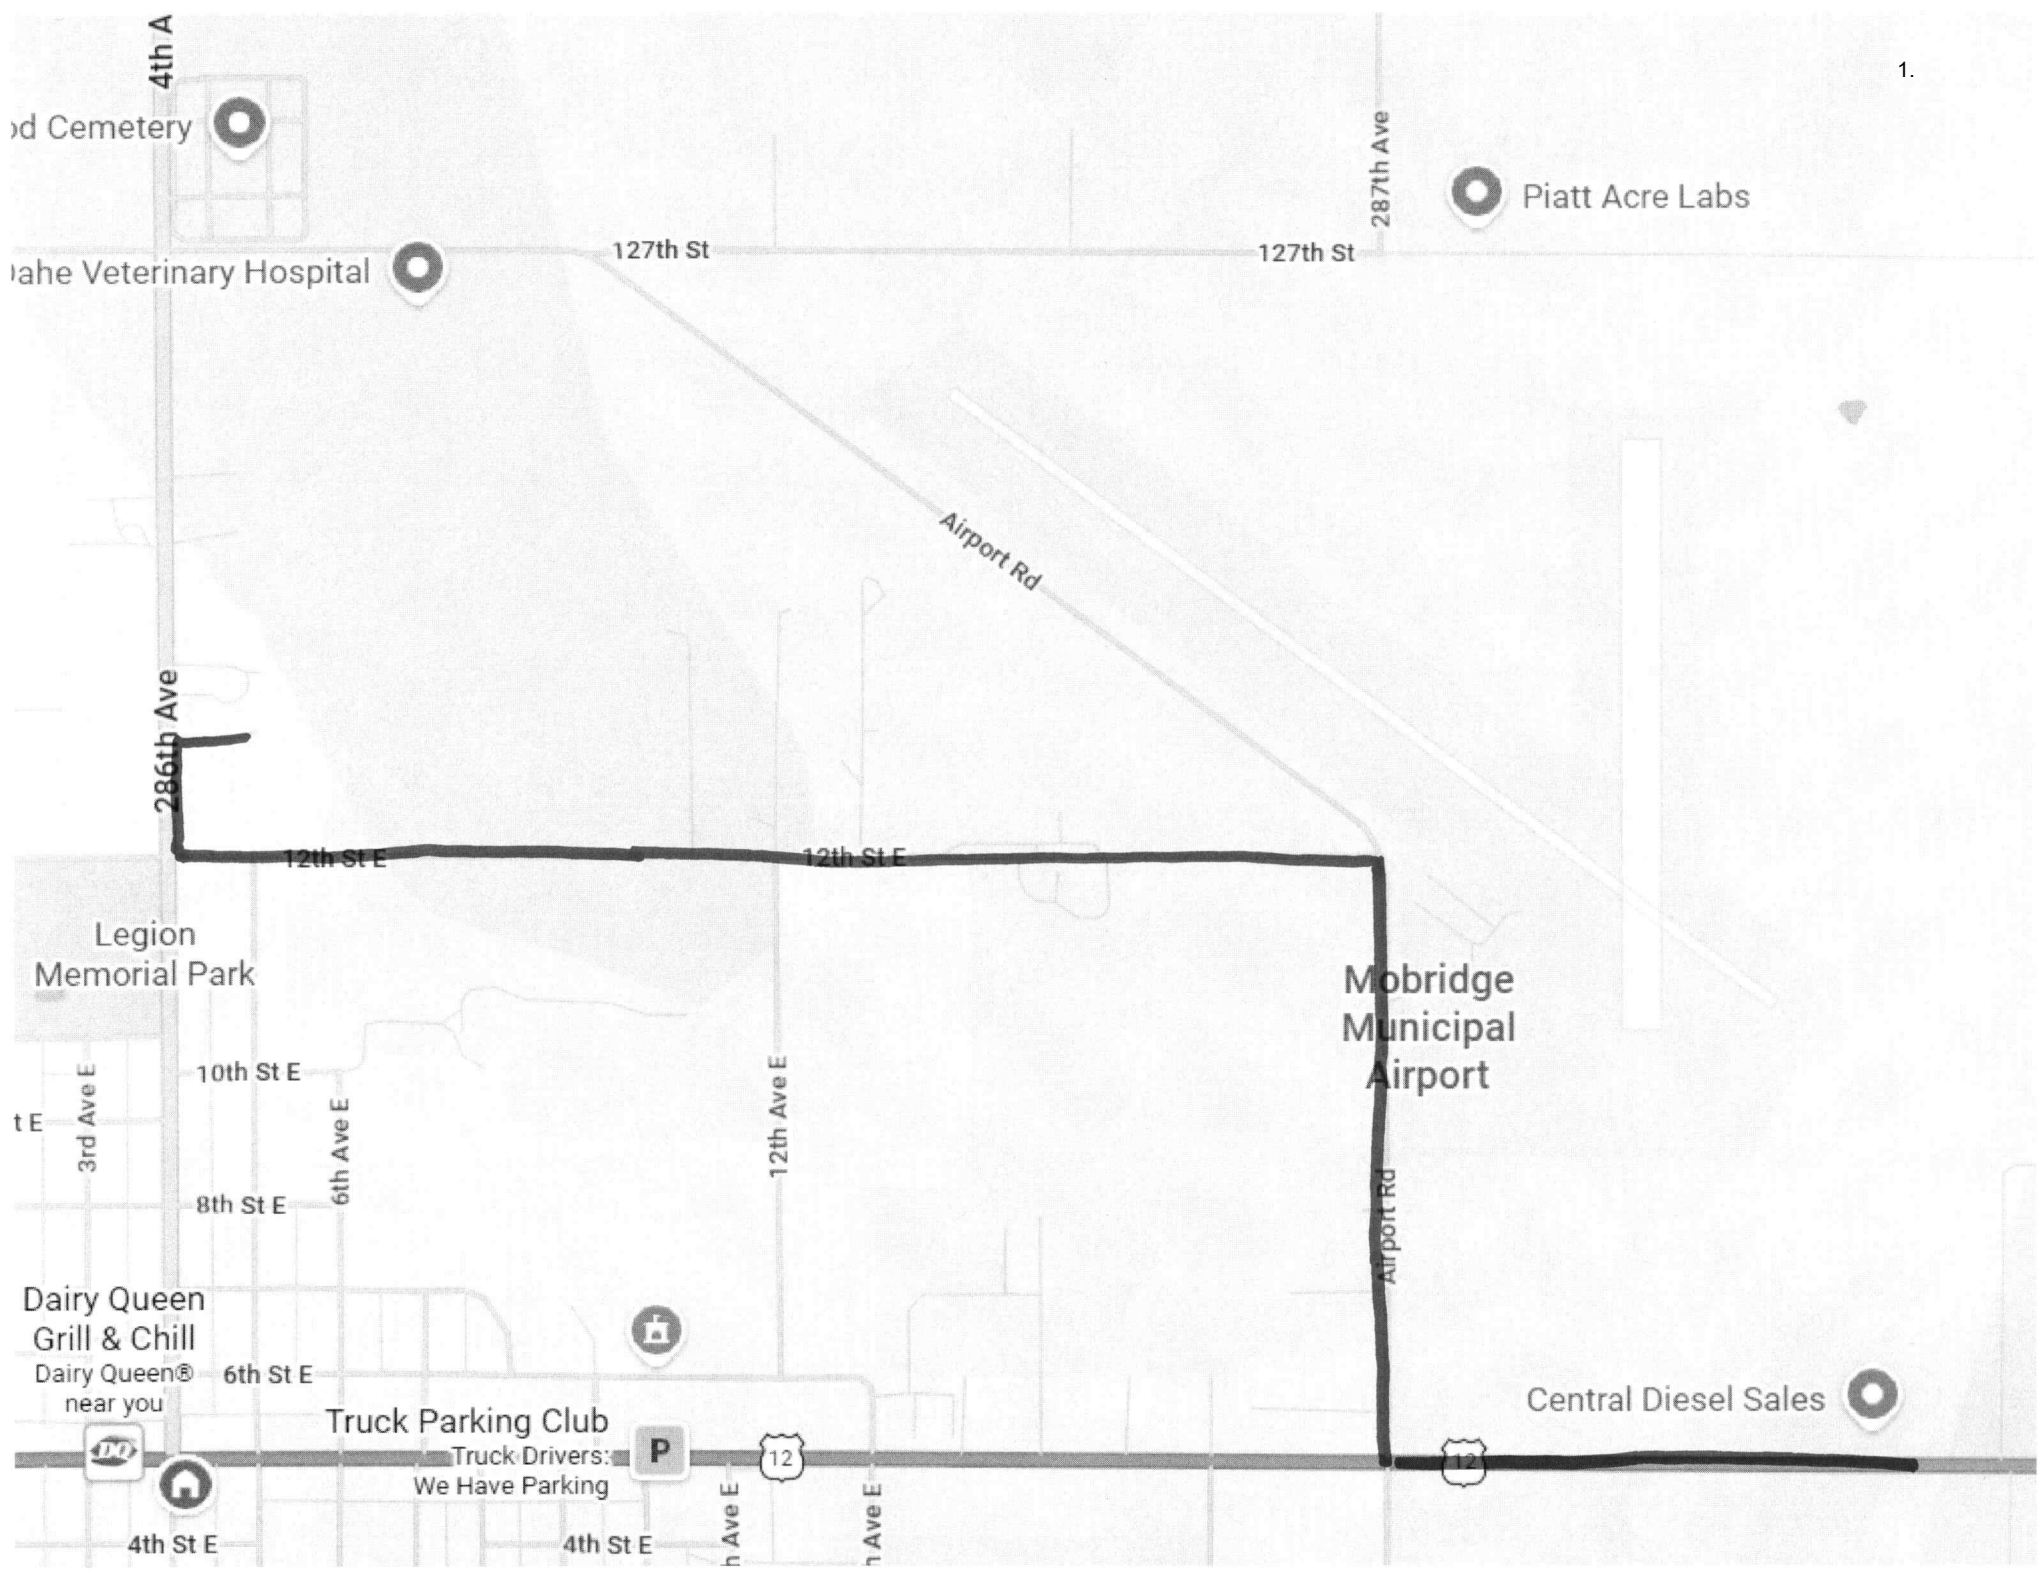 4th A
1.
od Cemetery
287th Ave
Piatt Acre Labs
127th St
127th St
Dahe Veterinary Hospital
Airport Rd
286th Ave
12th St E
12th St E
Legion
Memorial Park
Mobridge
Municipal
Airport
10th St E
3rd Ave E
t E
6th Ave E
12th Ave E
8th St E
Airport Rd
Dairy Queen
Grill & Chill
Dairy Queen®
near you
6th St E
Central Diesel Sales
Truck Parking Club
Truck Drivers:
We Have Parking
DQ
P
12
12
h Ave E
h Ave E
4th St E
4th St E